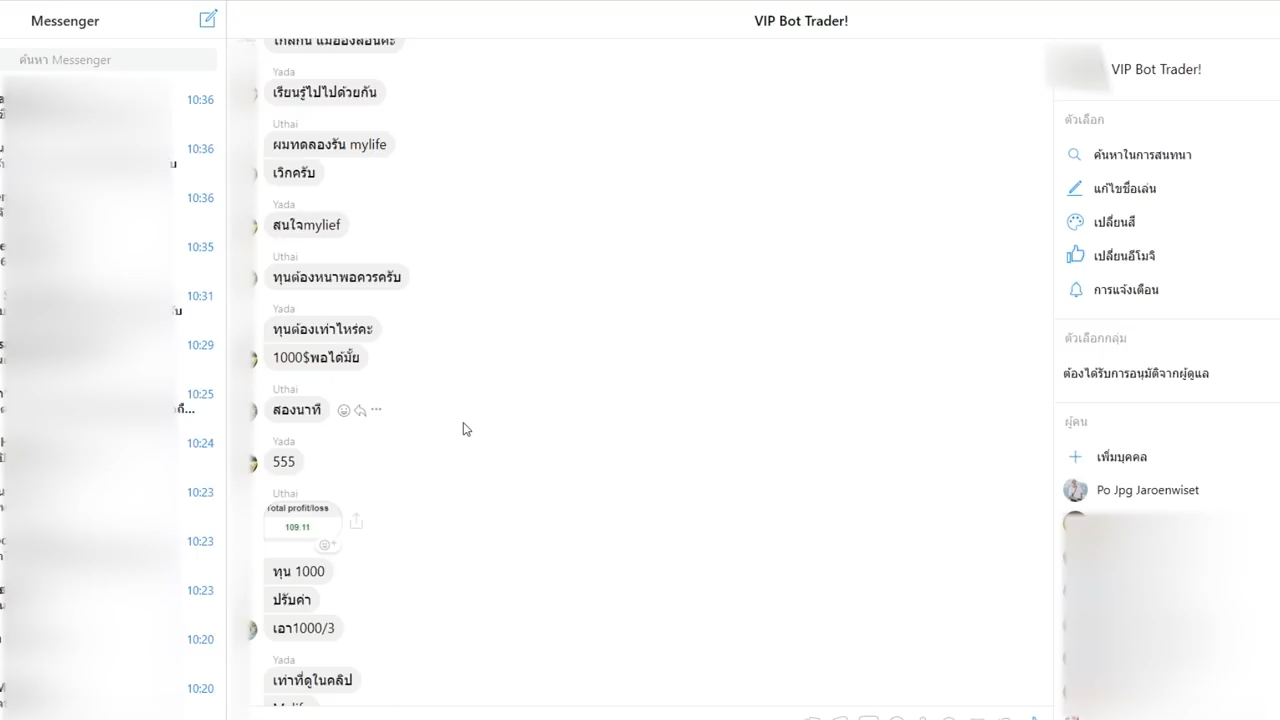 Messenger
VIP Bot Trader!
ค้นหา Messenger
10:36
10:36
10:36
10:35
10:31
10:29
10:25
10:24
10:23
10:23
10:23
10:20
10:20
Yada
เรียนรู้ไปไปด้วยกัน
Uthai
ผมทดลองรัน mylife
เวิกครับ
Yada
สนใจmylief
Uthai
ทุนต้องหนาพอควรครับ
Yada
ทุนต้องเท่าไหร่คะ
1000$พอได้มั้ย
Uthai
สองนาที
Yada
555
Uthai
Total profit/loss
109.11
ทุน 1000
ปรับค่า
เอา1000/3
Yada
เท่าที่ดูในคลิป
VIP Bot Trader!
ตัวเลือก
ค้นหาในการสนทนา
แก้ไขชื่อเล่น
เปลี่ยนสี
เปลี่ยนอีโมจิ
การแจ้งเตือน
ตัวเลือกกลุ่ม
ต้องได้รับการอนุมัติจากผู้ดูแล
ผู้คน
เพิ่มบุคคล
Po Jpg Jaroenwiset